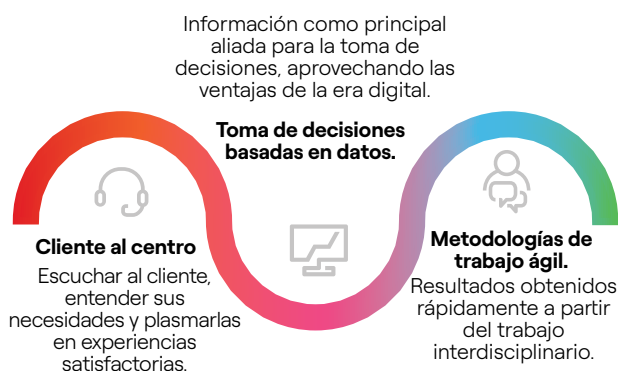 Información como principal
aliada para la toma de
decisiones, aprovechando las
ventajas de la era digital.
Toma de decisiones
basadas en datos.
Cliente al centro
Escuchar al cliente,
entender sus
necesidades y plasmarlas
en experiencias
satisfactorias.
Metodologías de
trabajo ágil.
Resultados obtenidos
rápidamente a partir
del trabajo
interdisciplinario.